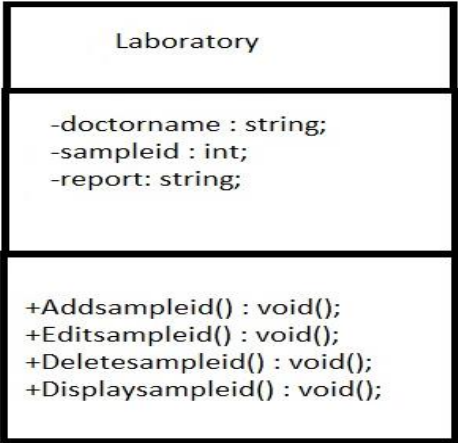 Laboratory
-doctorname : string;
-sampleid : int;
-report: string;
+Addsampleid() : void();
+Editsampleid() : void();
+Deletesampleid() : void();
+Displaysampleid() : void();